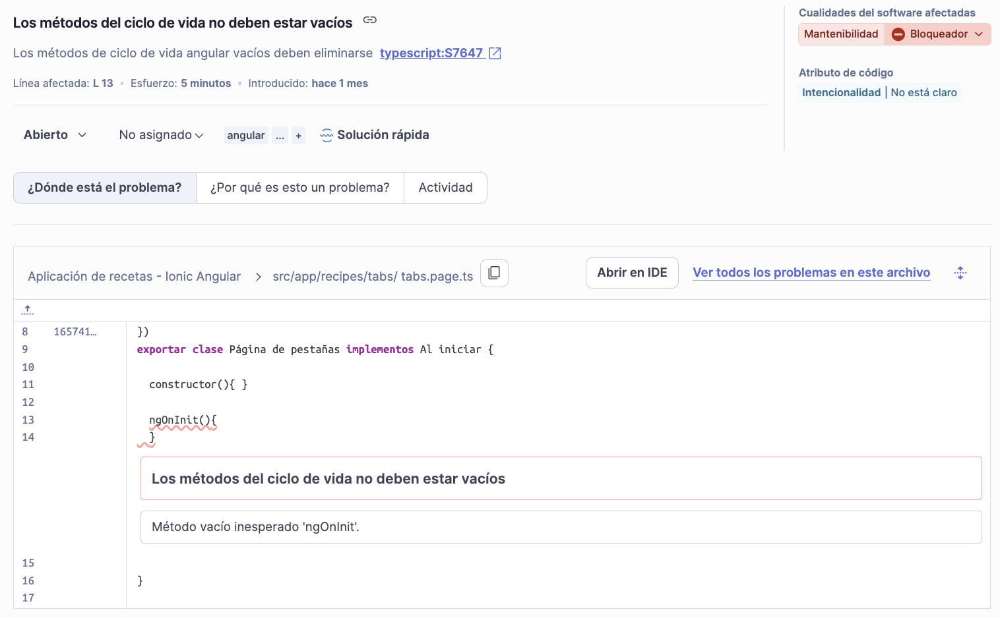 Los métodos del ciclo de vida no deben estar vacíos
Los métodos de ciclo de vida angular vacíos deben eliminarse typescript:S7647
Línea afectada: L 13 • Esfuerzo: 5 minutos • Introducido: hace 1 mes
Cualidades del software afectadas
Mantenibilidad Bloqueador
Atributo de código
Intencionalidad | No está claro
Abierto No asignado angular ... + Solución rápida
¿Dónde está el problema? ¿Por qué es esto un problema? Actividad
Aplicación de recetas - Ionic Angular > src/app/recipes/tabs/ tabs.page.ts Abrir en IDE Ver todos los problemas en este archivo
8 165741… })
9 exportar clase Página de pestañas implementos Al iniciar {
10
11 constructor(){ }
12
13 ngOnInit(){
14 }
Los métodos del ciclo de vida no deben estar vacíos
Método vacío inesperado 'ngOnInit'.
15
16 }
17